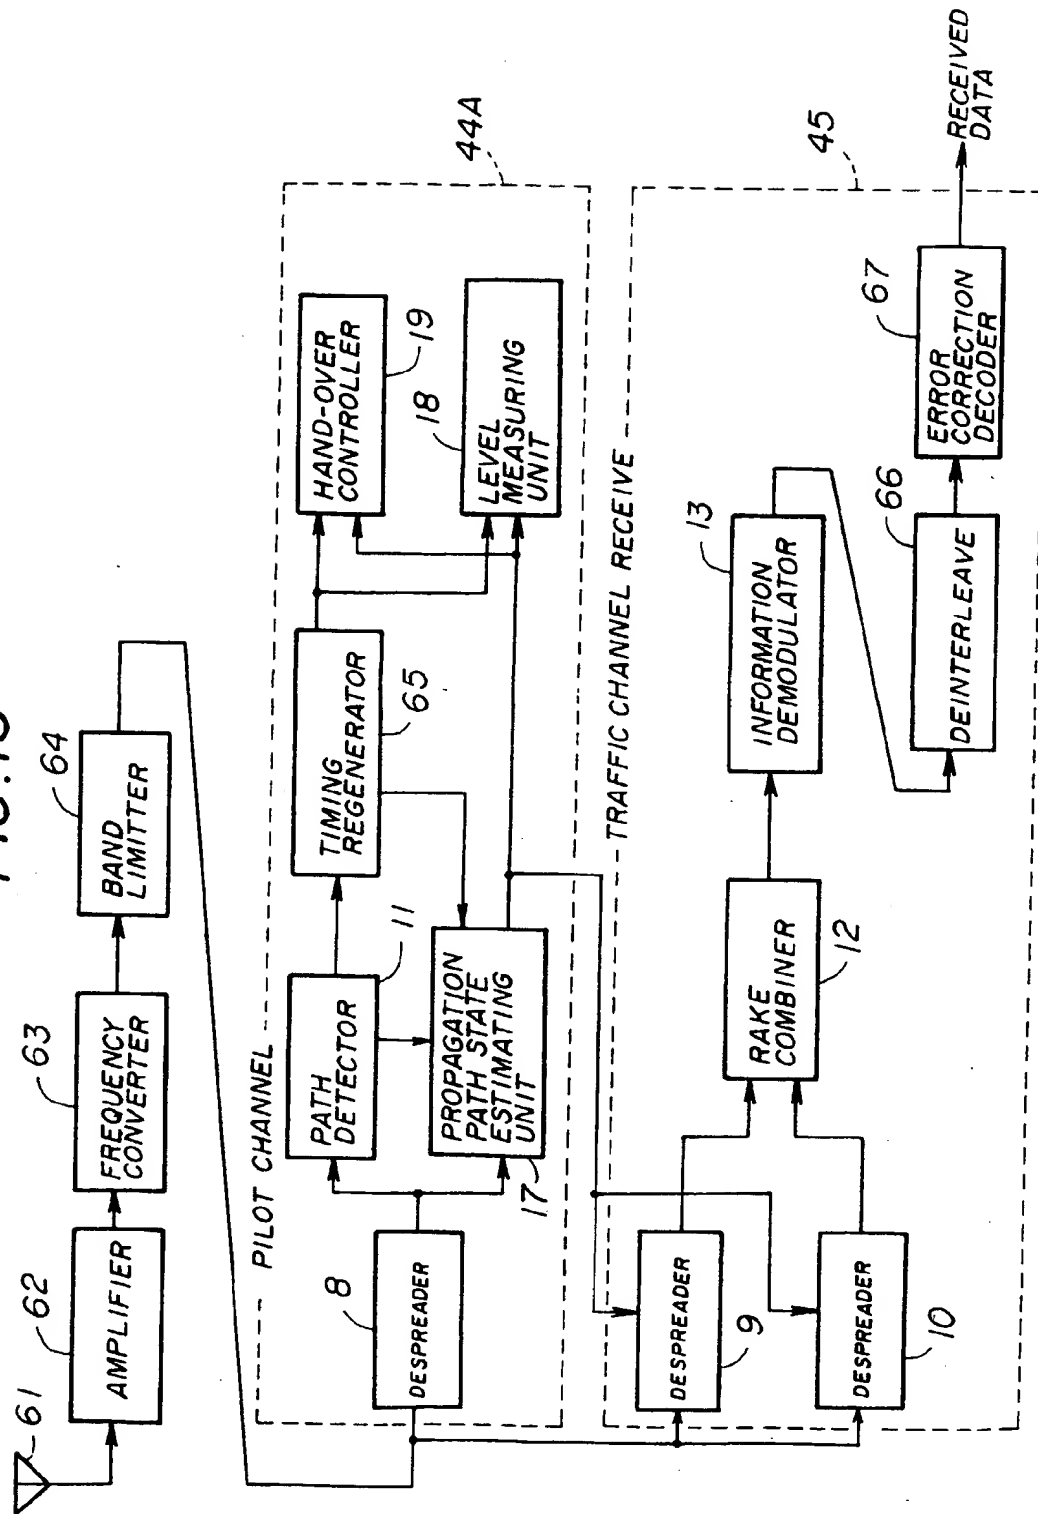 61
62
AMPLIFIER
63
FREQUENCY
CONVERTER
64
BAND
LIMITTER
PILOT CHANNEL
44A
8
DESPREADER
PATH
DETECTOR
11
TIMING
REGENERATOR
65
HAND-OVER
CONTROLLER
19
PROPAGATION
PATH STATE
ESTIMATING
UNIT
17
18
LEVEL
MEASURING
UNIT
TRAFFIC CHANNEL RECEIVE
45
DESPREADER
9
DESPREADER
10
RAKE
COMBINER
12
13
INFORMATION
DEMODULATOR
66
DEINTERLEAVE
67
ERROR
CORRECTION
DECODER
RECEIVED
DATA